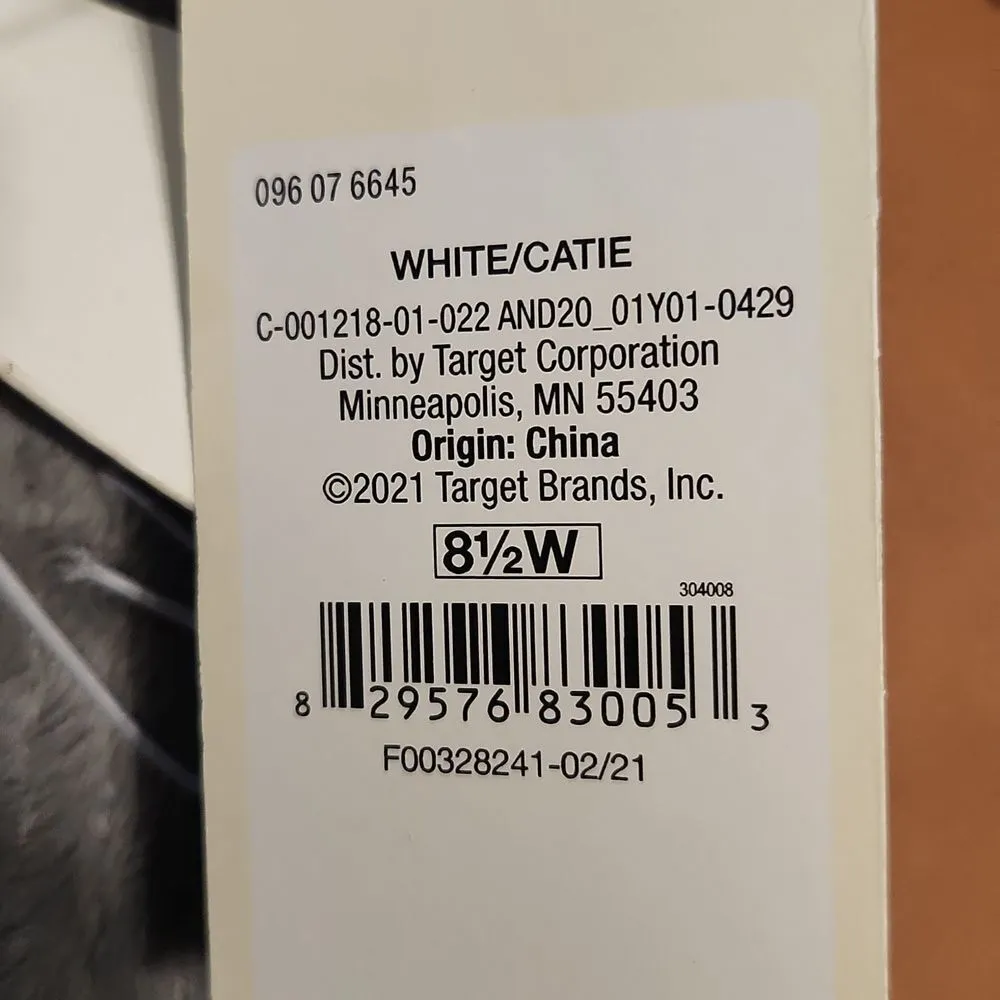 096 07 6645
WHITE/CATIE
C-001218-01-022 AND20_01Y01-0429
Dist. by Target Corporation
Minneapolis, MN 55403
Origin: China
©2021 Target Brands, Inc.
8½W
304008
8 29576 83005 3
F00328241-02/21